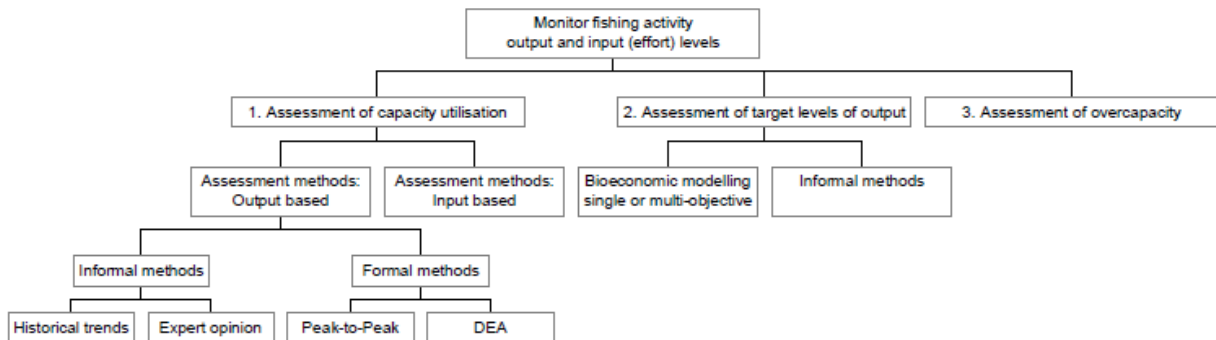 Monitor fishing activity
output and input (effort) levels
1. Assessment of capacity utilisation
2. Assessment of target levels of output
3. Assessment of overcapacity
Assessment methods:
Output based
Assessment methods:
Input based
Bioeconomic modelling
single or multi-objective
Informal methods
Informal methods
Formal methods
Historical trends
Expert opinion
Peak-to-Peak
DEA